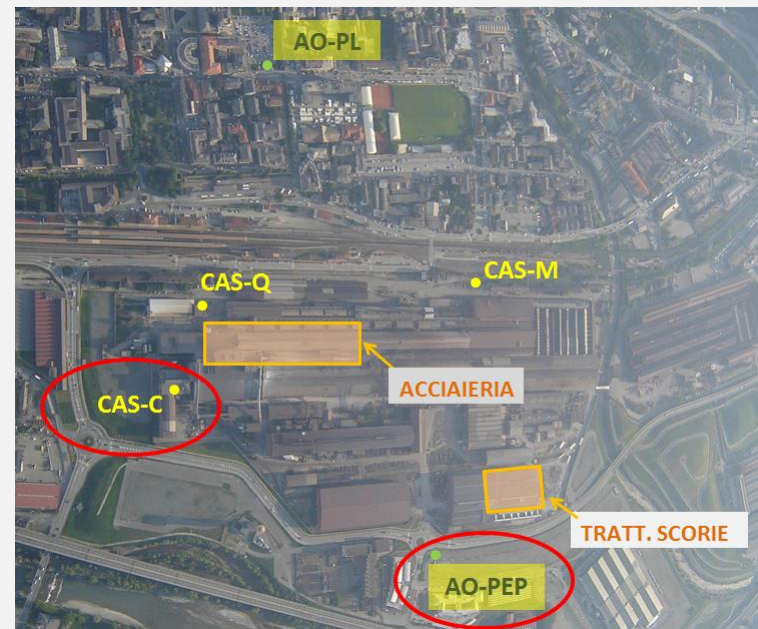 AO-PL
CAS-Q
CAS-M
ACCIAIERIA
CAS-C
TRATT. SCORIE
AO-PEP